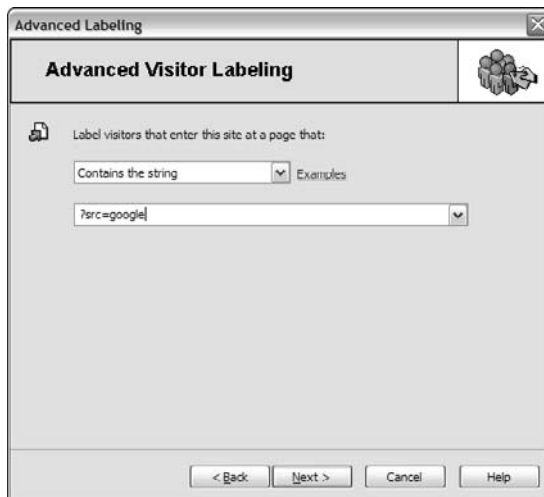 Advanced Labeling
Advanced Visitor Labeling
Label visitors that enter this site at a page that:
Contains the string Examples
?src=google
< Back Next > Cancel Help